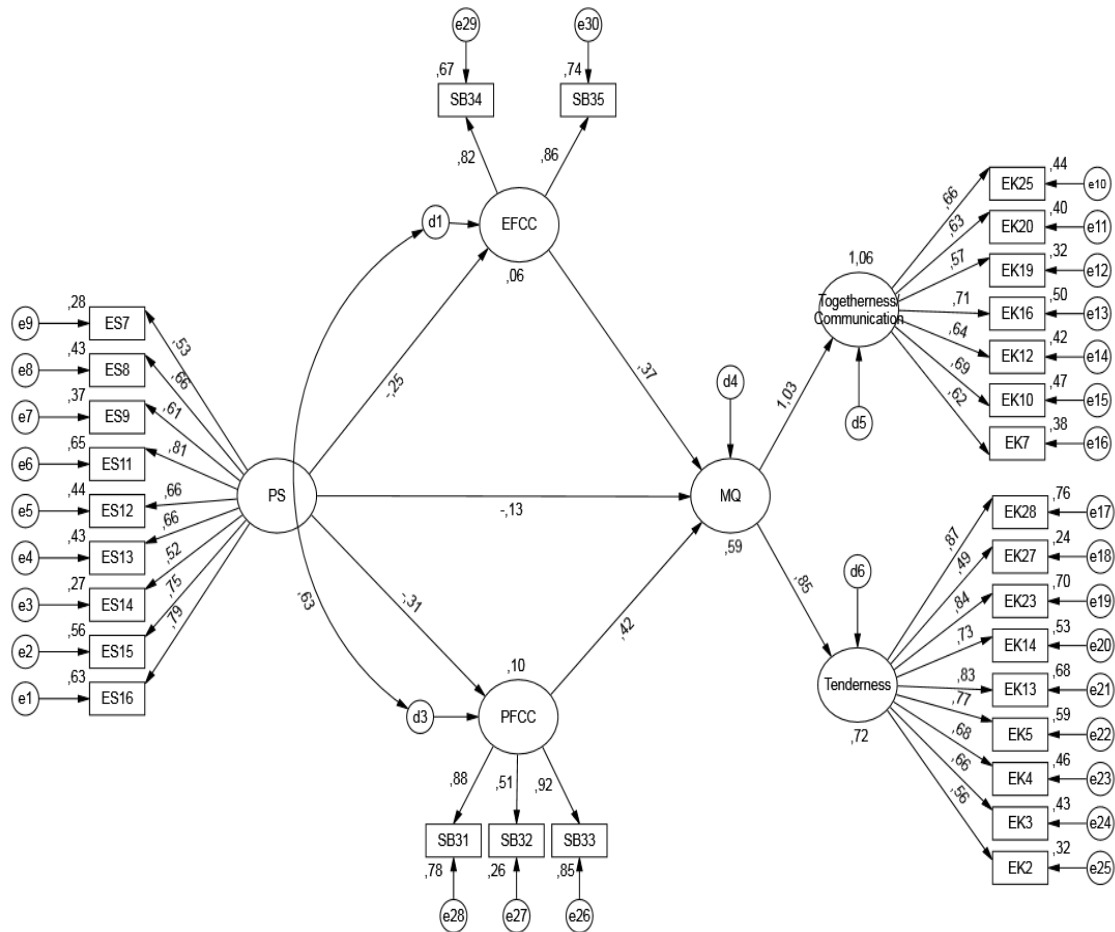 e29
e30
,67
,74
SB34
SB35
,82
,86
d1
EFCC
,06
-,25
,37
,63
e9
,28
ES7
,53
e8
,43
ES8
,66
e7
,37
ES9
,61
e6
,65
ES11
,81
e5
,44
ES12
,66
e4
,43
ES13
,66
e3
,27
ES14
,52
e2
,56
ES15
,75
e1
,63
ES16
,79
PS
-,13
d4
MQ
,59
-,31
,42
d3
,10
PFCC
,88
,51
,92
SB31
SB32
SB33
,78
,26
,85
e28
e27
e26
1,03
,85
1,06
Togetherness/
Communication
d5
,66
EK25
,44
e10
,63
EK20
,40
e11
,57
EK19
,32
e12
,71
EK16
,50
e13
,64
EK12
,42
e14
,69
EK10
,47
e15
,62
EK7
,38
e16
d6
Tenderness
,72
,87
EK28
,76
e17
,49
EK27
,24
e18
,84
EK23
,70
e19
,73
EK14
,53
e20
,83
EK13
,68
e21
,77
EK5
,59
e22
,68
EK4
,46
e23
,66
EK3
,43
e24
,56
EK2
,32
e25